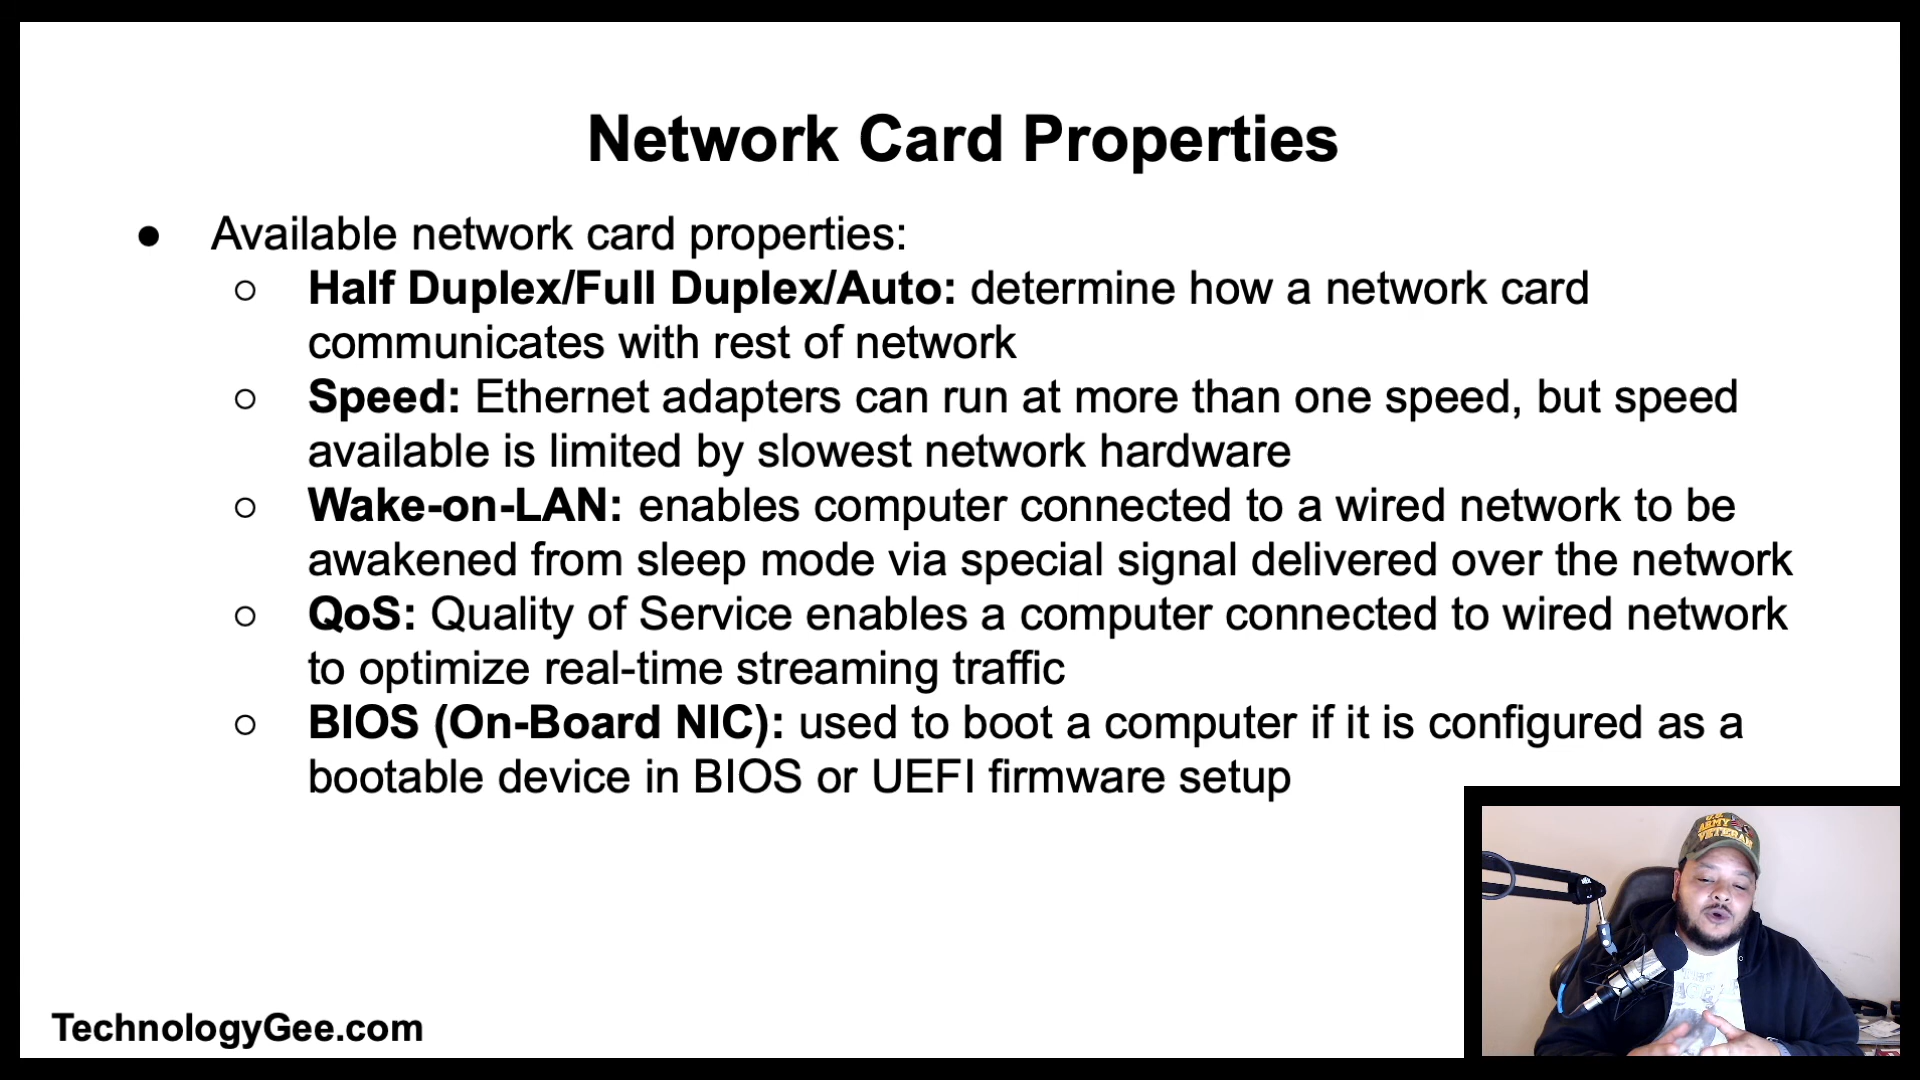 Network Card Properties
● Available network card properties:
○ Half Duplex/Full Duplex/Auto: determine how a network card
communicates with rest of network
○ Speed: Ethernet adapters can run at more than one speed, but speed
available is limited by slowest network hardware
○ Wake-on-LAN: enables computer connected to a wired network to be
awakened from sleep mode via special signal delivered over the network
○ QoS: Quality of Service enables a computer connected to wired network
to optimize real-time streaming traffic
○ BIOS (On-Board NIC): used to boot a computer if it is configured as a
bootable device in BIOS or UEFI firmware setup
U.S.
ARMY
VETERAN
TechnologyGee.com